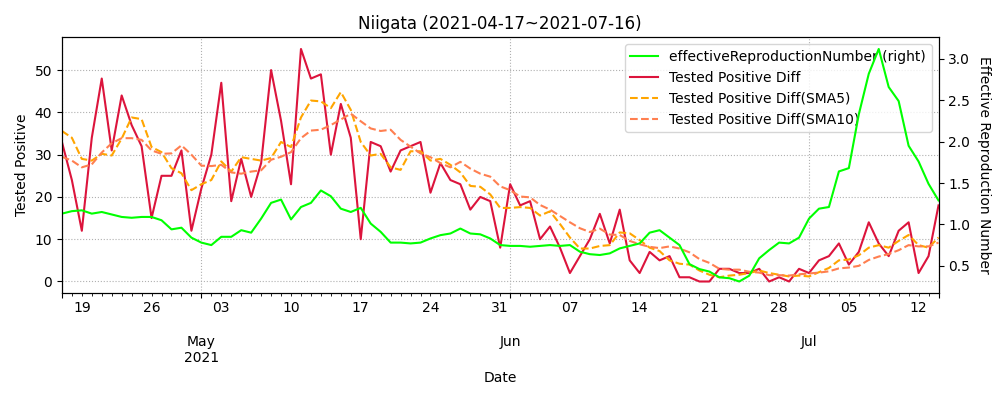 Niigata (2021-04-17~2021-07-16)
effectiveReproductionNumber (right)
Tested Positive Diff
Tested Positive Diff(SMA5)
Tested Positive Diff(SMA10)
Tested Positive
50
40
30
20
10
0
3.0
2.5
2.0
1.5
1.0
0.5
Effective Reproduction Number
19 26 03 10 17 24 31 07 14 21 28 05 12
May Jun Jul
2021
Date